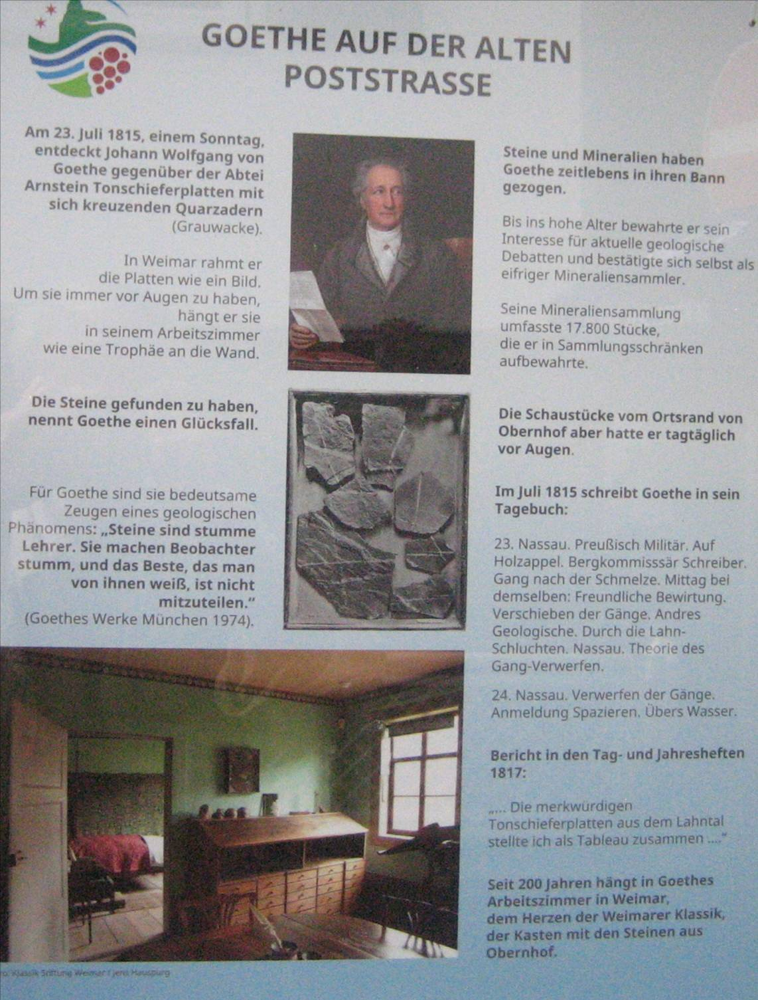 GOETHE AUF DER ALTEN
POSTSTRASSE
Am 23. Juli 1815, einem Sonntag,
entdeckt Johann Wolfgang von
Goethe gegenüber der Abtei
Arnstein Tonschieferplatten mit
sich kreuzenden Quarzadern
(Grauwacke).
In Weimar rahmt er
die Platten wie ein Bild.
Um sie immer vor Augen zu haben,
hängt er sie
in seinem Arbeitszimmer
wie eine Trophäe an die Wand.
Die Steine gefunden zu haben,
nennt Goethe einen Glücksfall.
Für Goethe sind sie bedeutsame
Zeugen eines geologischen
Phänomens: „Steine sind stumme
Lehrer. Sie machen Beobachter
stumm, und das Beste, das man
von ihnen weiß, ist nicht
mitzuteilen.“
(Goethes Werke München 1974).
Steine und Mineralien haben
Goethe zeitlebens in ihren Bann
gezogen.
Bis ins hohe Alter bewahrte er sein
Interesse für aktuelle geologische
Debatten und bestätigte sich selbst als
eifriger Mineraliensammler.
Seine Mineraliensammlung
umfasste 17.800 Stücke,
die er in Sammlungsschränken
aufbewahrte.
Die Schaustücke vom Ortsrand von
Obernhof aber hatte er tagtäglich
vor Augen.
Im Juli 1815 schreibt Goethe in sein
Tagebuch:
23. Nassau. Preußisch Militär. Auf
Holzappel. Bergkommisssär Schreiber.
Gang nach der Schmelze. Mittag bei
demselben: Freundliche Bewirtung.
Verschieben der Gänge. Andres
Geologische. Durch die Lahn-
Schluchten. Nassau. Theorie des
Gang-Verwerfen.
24. Nassau. Verwerfen der Gänge.
Anmeldung Spazieren. Übers Wasser.
Bericht in den Tag- und Jahresheften
1817:
„... Die merkwürdigen
Tonschieferplatten aus dem Lahntal
stellte ich als Tableau zusammen ....“
Seit 200 Jahren hängt in Goethes
Arbeitszimmer in Weimar,
dem Herzen der Weimarer Klassik,
der Kasten mit den Steinen aus
Obernhof.
Klassik Stiftung Weimar / Jens Hauspurg